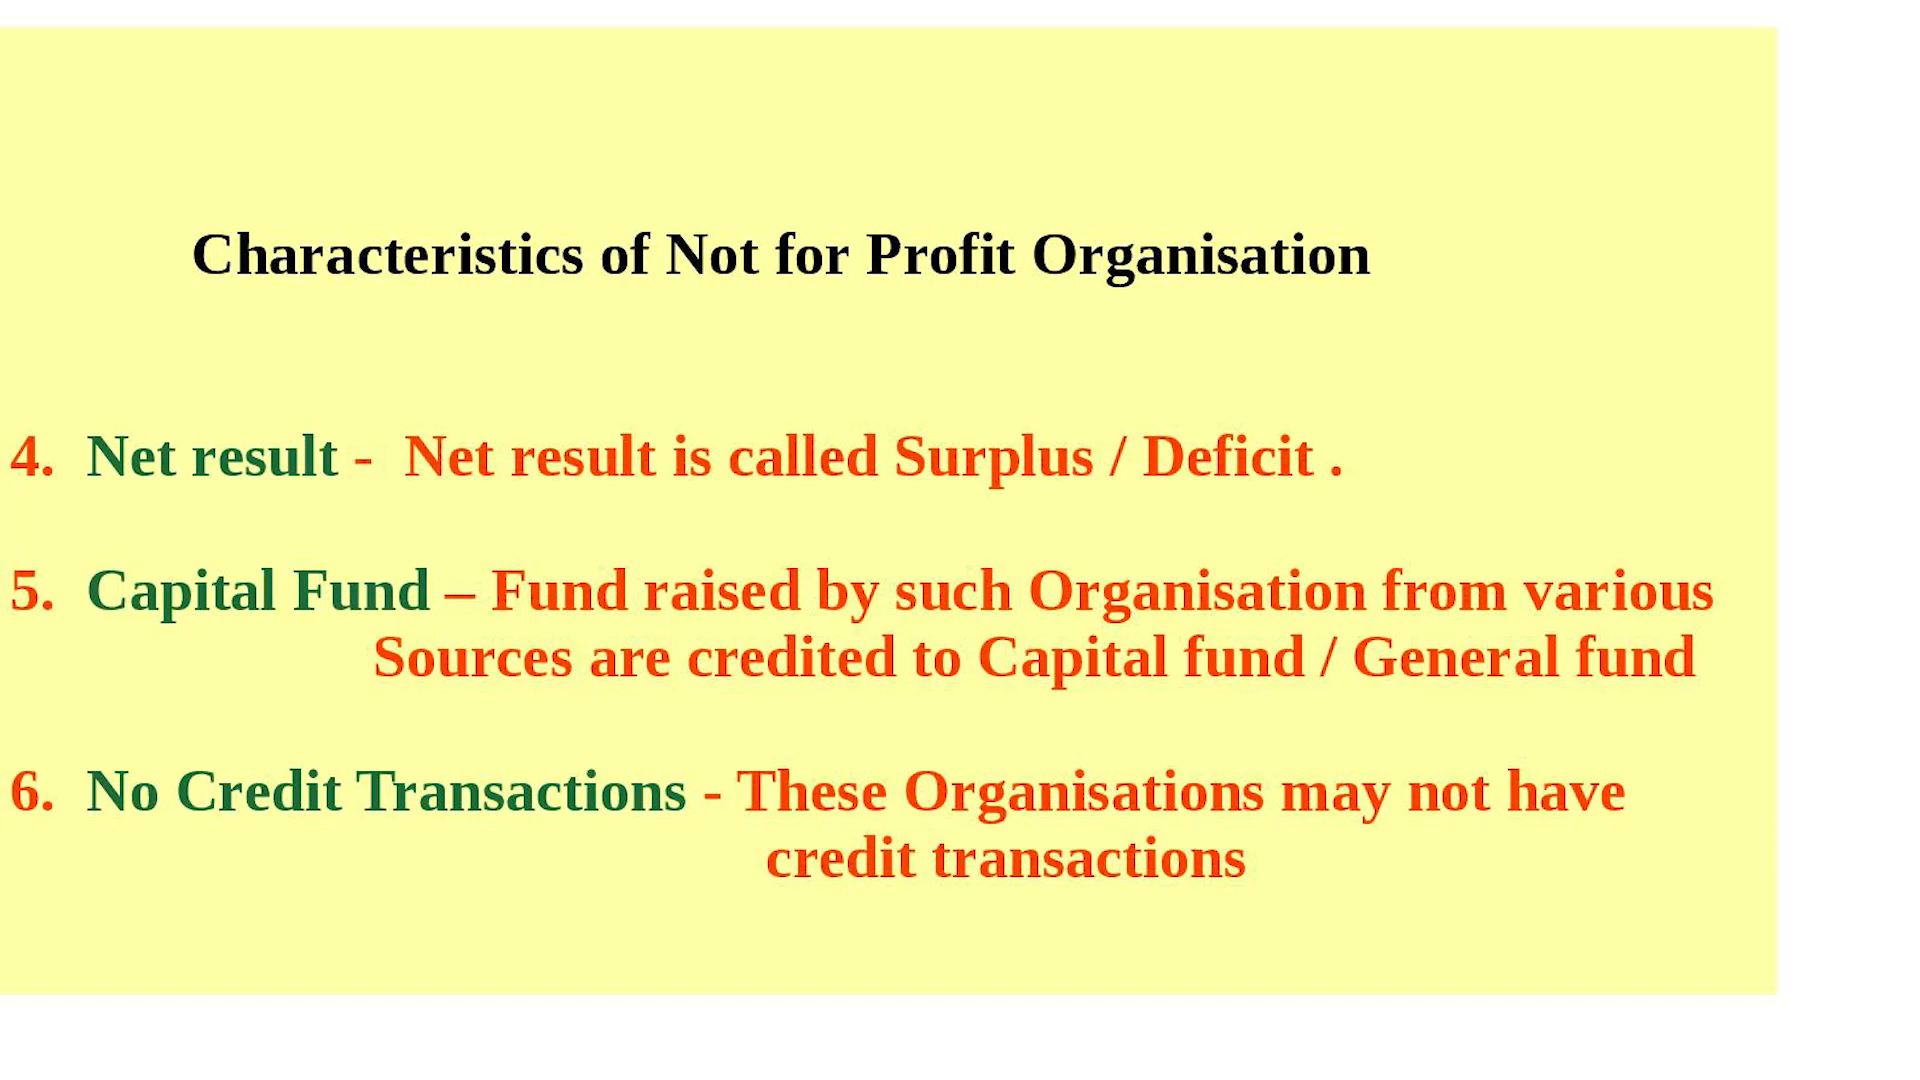 Characteristics of Not for Profit Organisation
4. Net result - Net result is called Surplus / Deficit .
5. Capital Fund – Fund raised by such Organisation from various
Sources are credited to Capital fund / General fund
6. No Credit Transactions - These Organisations may not have
credit transactions